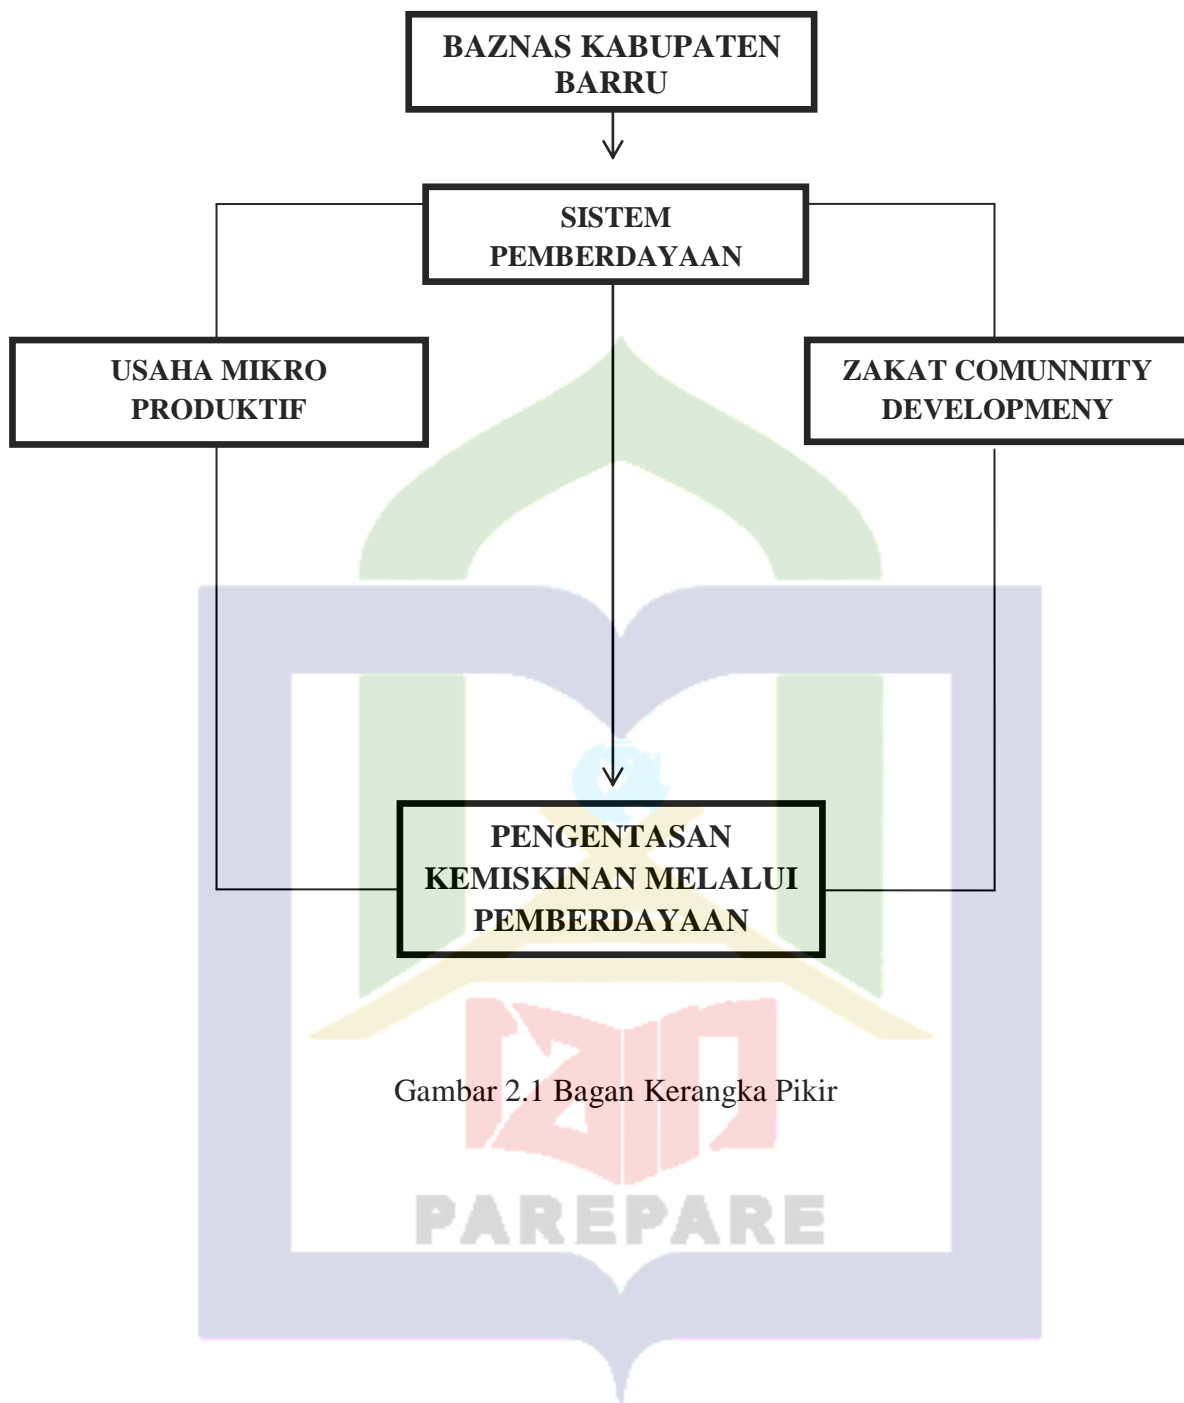 BAZNAS KABUPATEN
BARRU
SISTEM
PEMBERDAYAAN
USAHA MIKRO
PRODUKTIF
ZAKAT COMUNNIITY
DEVELOPMENY
PENGENTASAN
KEMISKINAN MELALUI
PEMBERDAYAAN
Gambar 2.1 Bagan Kerangka Pikir
iain
PAREPARE